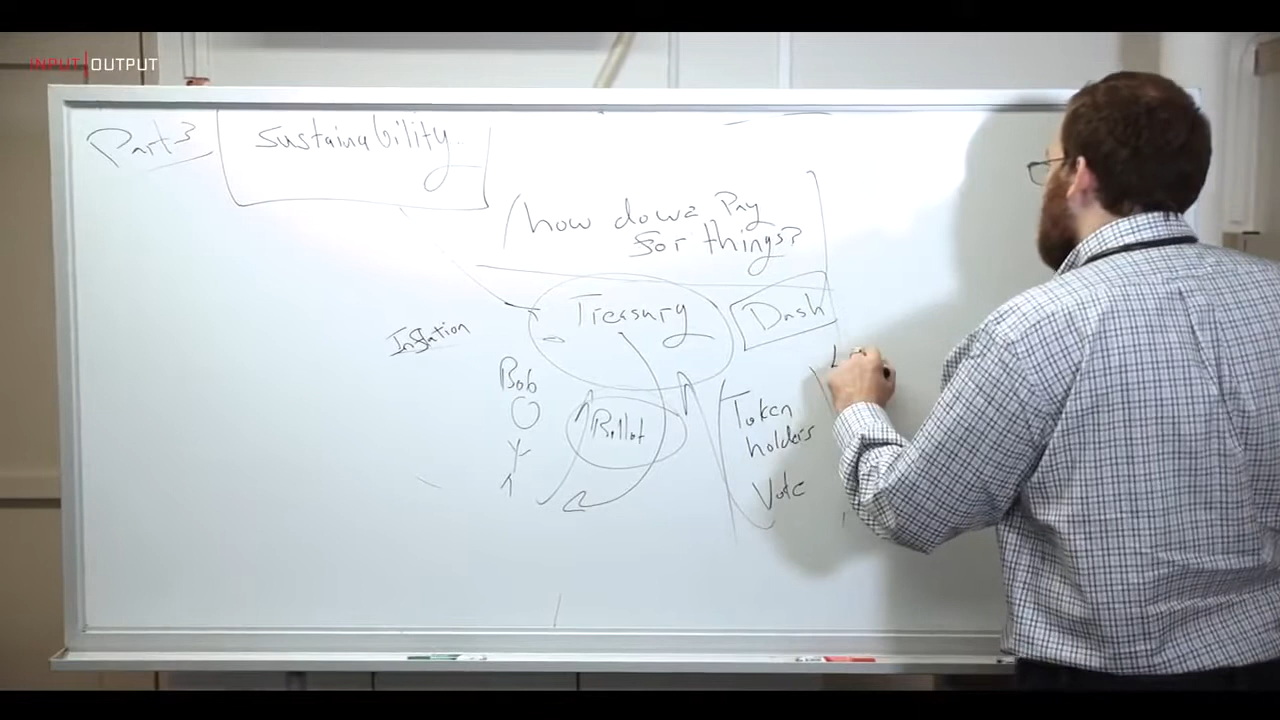 INPUT|OUTPUT
Part 3
Sustainability.
how do we Pay
for things?
Treasury
Dash
Inflation
Bob
Ballot
Token
holders
Vote